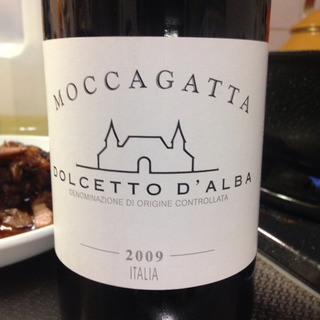 MOCCAGATTA
DOLCETTO D'ALBA
DENOMINAZIONE DI ORIGINE CONTROLLATA
2009
ITALIA